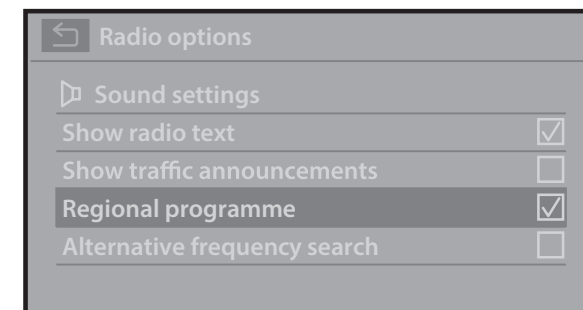 Radio options
Sound settings
Show radio text
Show traffic announcements
Regional programme
Alternative frequency search